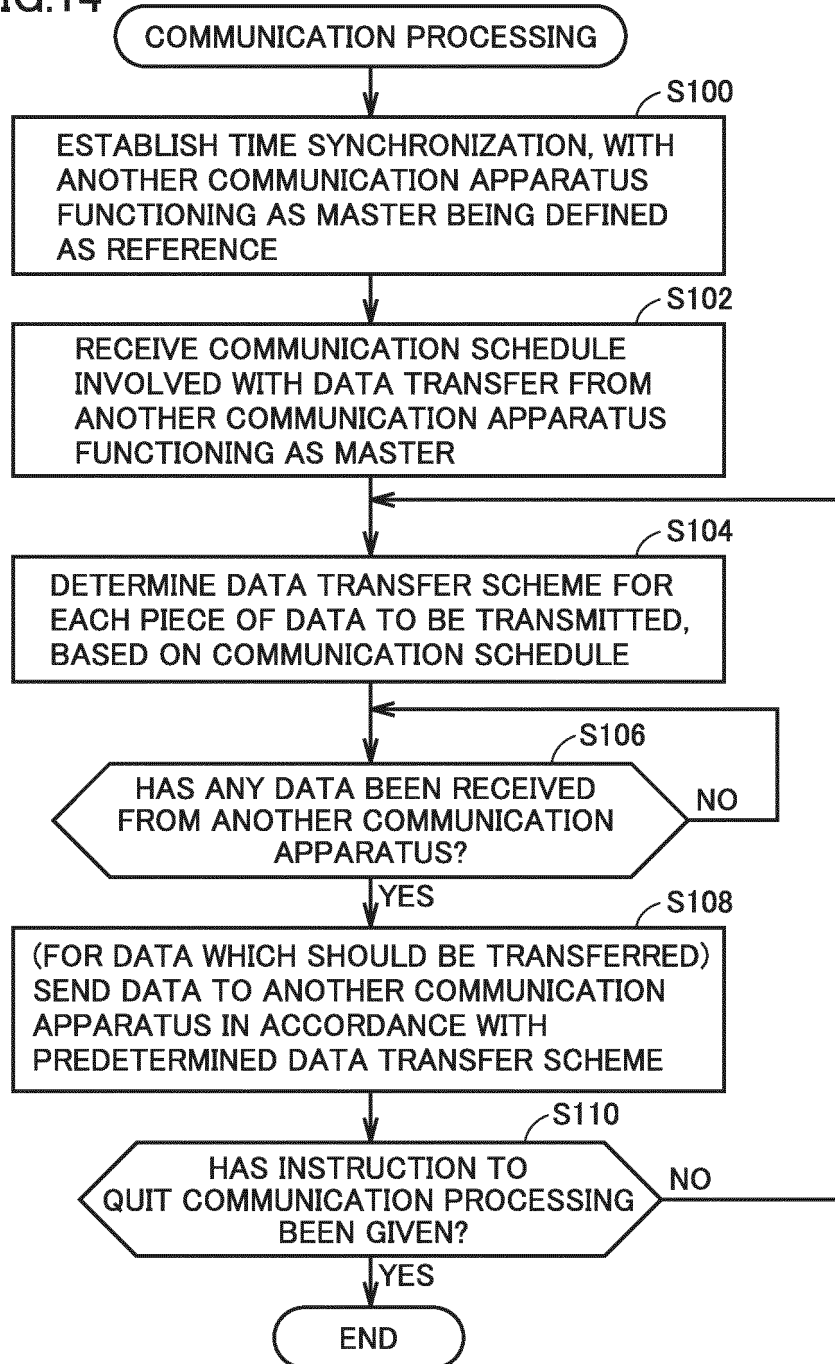 FIG.14
COMMUNICATION PROCESSING
S100
ESTABLISH TIME SYNCHRONIZATION, WITH
ANOTHER COMMUNICATION APPARATUS
FUNCTIONING AS MASTER BEING DEFINED
AS REFERENCE
S102
RECEIVE COMMUNICATION SCHEDULE
INVOLVED WITH DATA TRANSFER FROM
ANOTHER COMMUNICATION APPARATUS
FUNCTIONING AS MASTER
S104
DETERMINE DATA TRANSFER SCHEME FOR
EACH PIECE OF DATA TO BE TRANSMITTED,
BASED ON COMMUNICATION SCHEDULE
S106
HAS ANY DATA BEEN RECEIVED
FROM ANOTHER COMMUNICATION
APPARATUS?
NO
YES
S108
(FOR DATA WHICH SHOULD BE TRANSFERRED)
SEND DATA TO ANOTHER COMMUNICATION
APPARATUS IN ACCORDANCE WITH
PREDETERMINED DATA TRANSFER SCHEME
S110
HAS INSTRUCTION TO
QUIT COMMUNICATION PROCESSING
BEEN GIVEN?
NO
YES
END